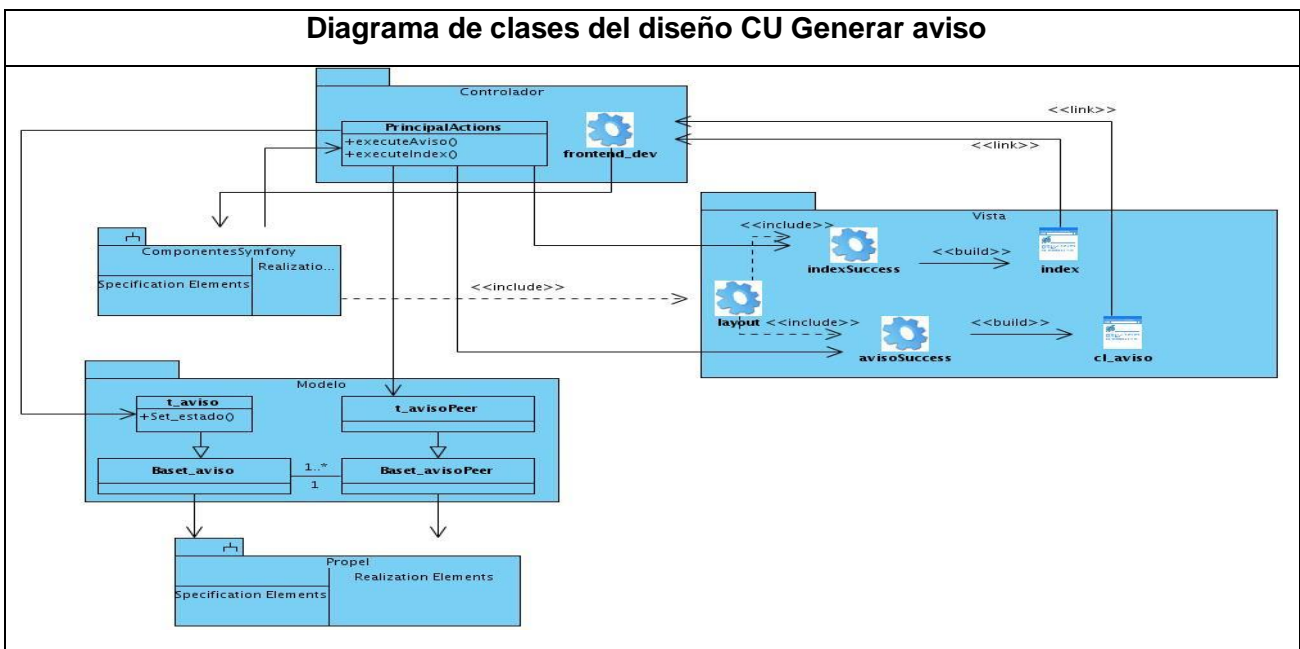 Diagrama de clases del diseño CU Generar aviso
Controlador
PrincipalActions
+executeAviso()
+executeIndex()
frontend_dev
<<link>>
<<link>>
Vista
<<include>>
indexSuccess
<<build>>
index
layout
<<include>>
avisoSuccess
<<build>>
cl_aviso
ComponentesSymfony
Realizatio...
Specification Elements
<<include>>
Modelo
t_aviso
+Set_estado()
t_avisoPeer
Baset_aviso
1..*
1
Baset_avisoPeer
Propel
Realization Elements
Specification Elements